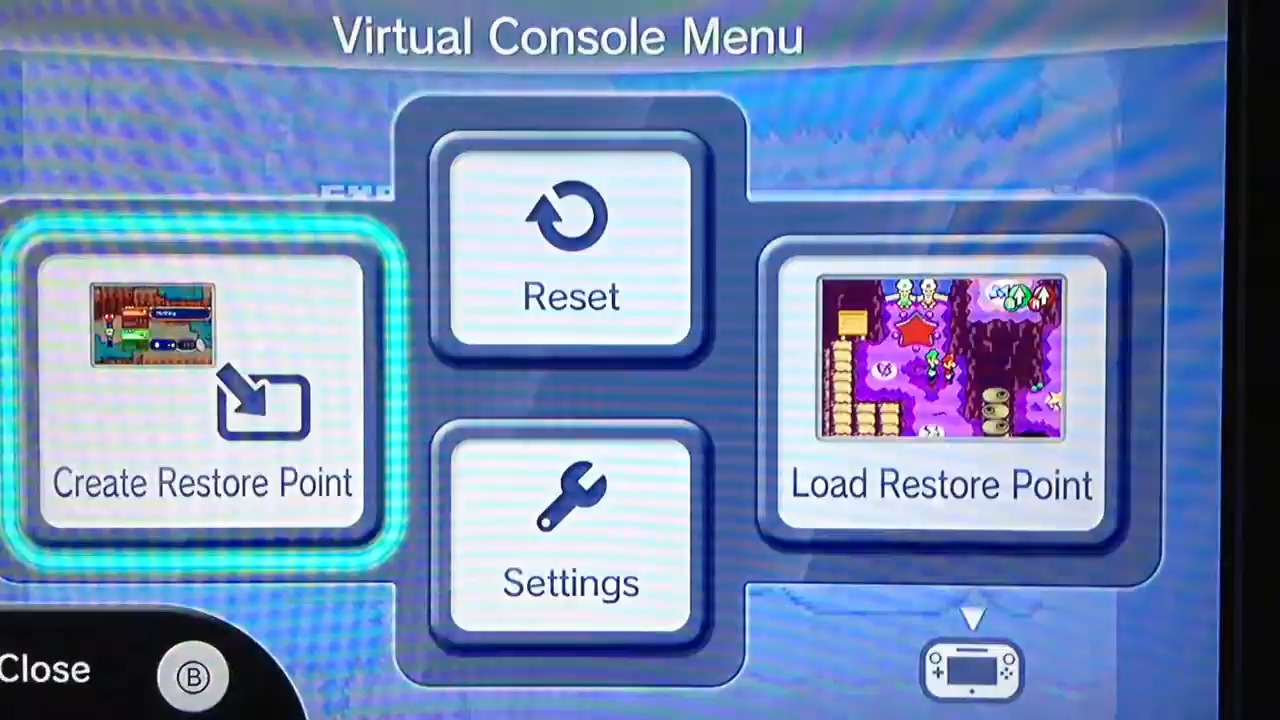 Virtual Console Menu
Reset
Create Restore Point
Load Restore Point
Settings
Close
B